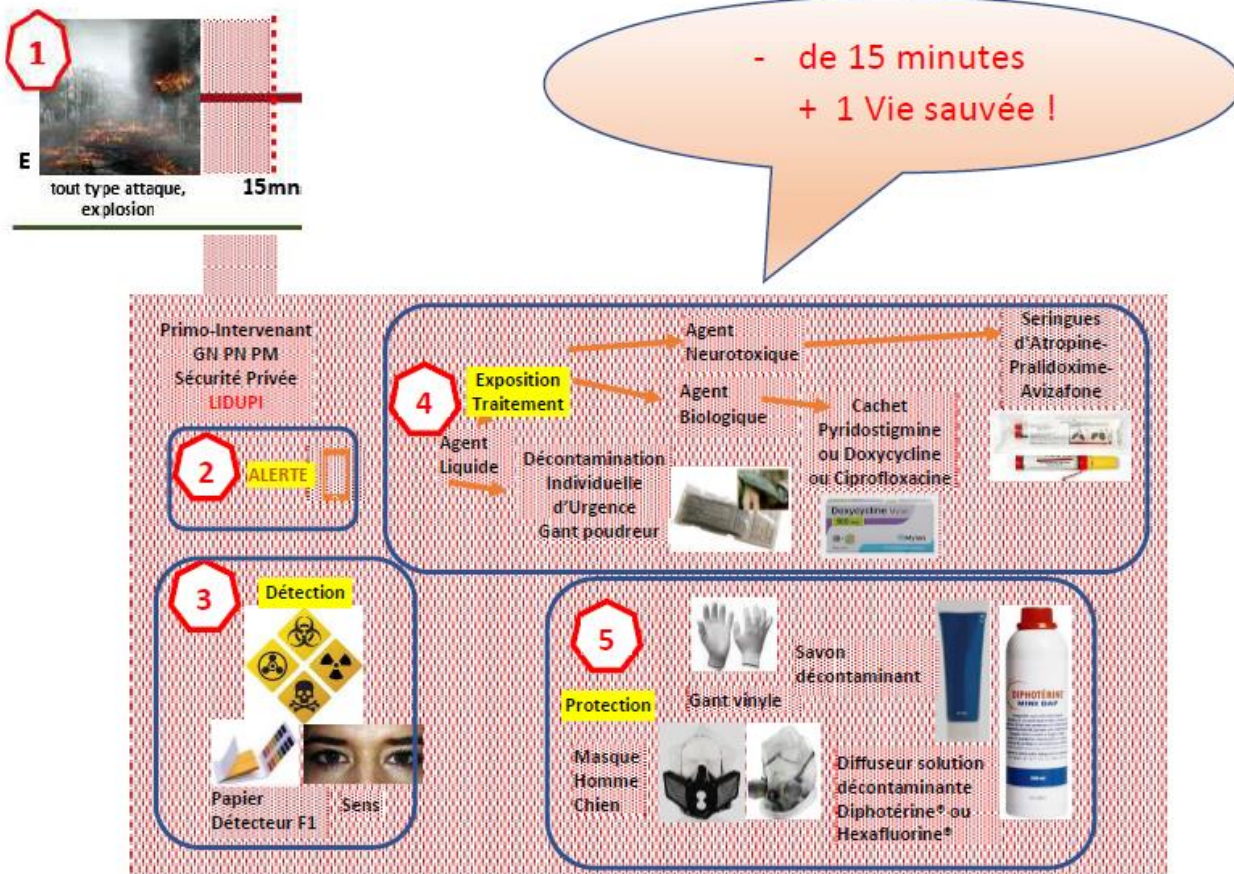 1
E
tout type attaque,
explosion
15mn
- de 15 minutes
+ 1 Vie sauvée !
Primo-Intervenant
GN PN PM
Sécurité Privée
LIDUPI
2
ALERTE
3
Détection
Papier
Détecteur F1
Sens
4
Exposition
Traitement
Agent
Neurotoxique
Seringues
d'Atropine-
Pralidoxime-
Avizafone
Agent
Biologique
Cachet
Pyridostigmine
ou Doxycycline
ou Ciprofloxacine
Agent
Liquide
Décontamination
Individuelle
d'Urgence
Gant poudreur
Doxycycline Mylan
Mylan
5
Protection
Gant vinyle
Savon
décontaminant
Masque
Homme
Chien
Diffuseur solution
décontaminante
Diphotérine® ou
Hexafluorine®
DIPHOTÉRINE®
MINI DAP